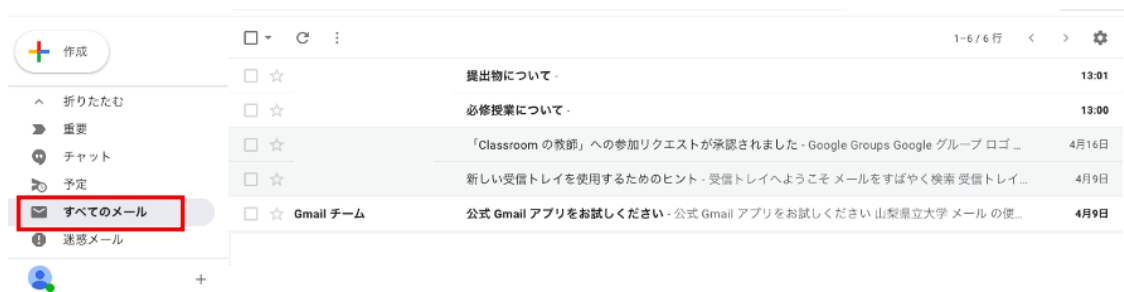 作成
1-6 / 6 行
折りたたむ
重要
チャット
予定
すべてのメール
迷惑メール
提出物について - 13:01
必修授業について - 13:00
「Classroom の教師」への参加リクエストが承認されました - Google Groups Google グループ ロゴ ... 4月16日
新しい受信トレイを使用するためのヒント - 受信トレイへようこそ メールをすばやく検索 受信トレイ... 4月9日
Gmail チーム 公式 Gmail アプリをお試しください - 公式 Gmail アプリをお試しください 山梨県立大学 メール の便... 4月9日